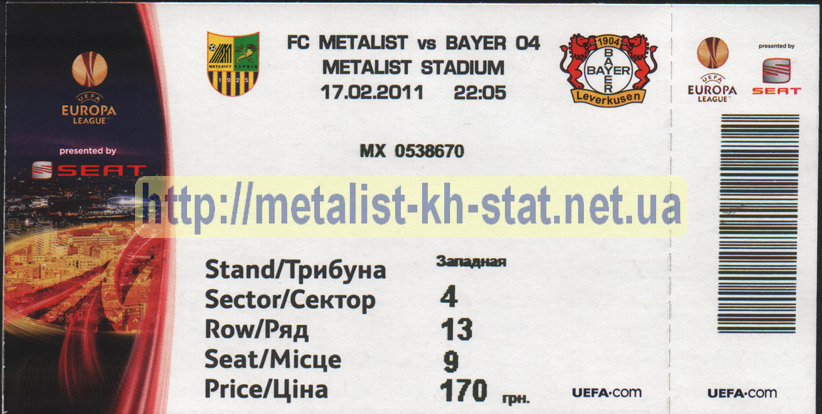 UEFA
EUROPA
LEAGUE™
presented by
SEAT
FC METALIST vs BAYER 04
METALIST STADIUM
17.02.2011 22:05
1904
BAYER
BAYER
Leverkusen
MX 0538670
http://metalist-kh-stat.net.ua
Stand/Трибуна Западная
Sector/Сектор 4
Row/Ряд 13
Seat/Місце 9
Price/Ціна 170 грн.
UEFA.com
UEFA
EUROPA
LEAGUE
presented by
SEAT
UEFA.com